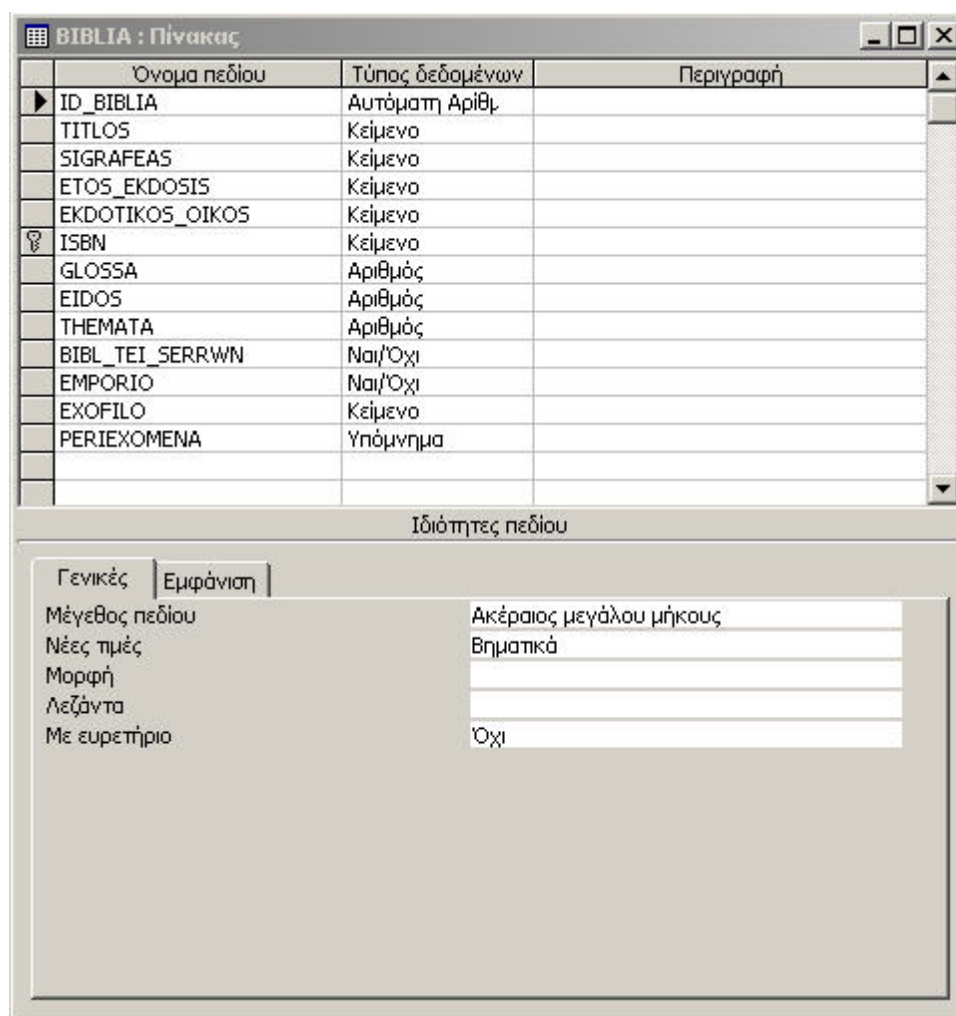 BIBLIA : Πίνακας
Όνομα πεδίου Τύπος δεδομένων Περιγραφή
ID_BIBLIA Αυτόματη Αρίθμ
TITLOS Κείμενο
SIGRAFEAS Κείμενο
ETOS_EKDOSIS Κείμενο
EKDOTIKOS_OIKOS Κείμενο
ISBN Κείμενο
GLOSSA Αριθμός
EIDOS Αριθμός
THEMATA Αριθμός
BIBL_TEI_SERRWN Ναι/Όχι
EMPORIO Ναι/Όχι
EXOFILO Κείμενο
PERIEXOMENA Υπόμνημα
Ιδιότητες πεδίου
Γενικές Εμφάνιση
Μέγεθος πεδίου Ακέραιος μεγάλου μήκους
Νέες τιμές Βηματικά
Μορφή
Λεζάντα
Με ευρετήριο Όχι